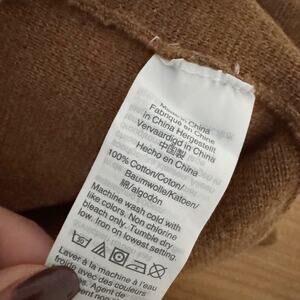 Made in China
Fabriqué en Chine
in China Hergestellt
Vervaardigd in China
中国製
Hecho en China
100% Cotton/Coton/
Baumwolle/Katoen/
綿/algodón
Machine wash cold with
like colors. Non chlorine
bleach only. Tumble dry
low. Iron on lowest setting.
Laver à la machine à l'eau
froide avec des couleurs